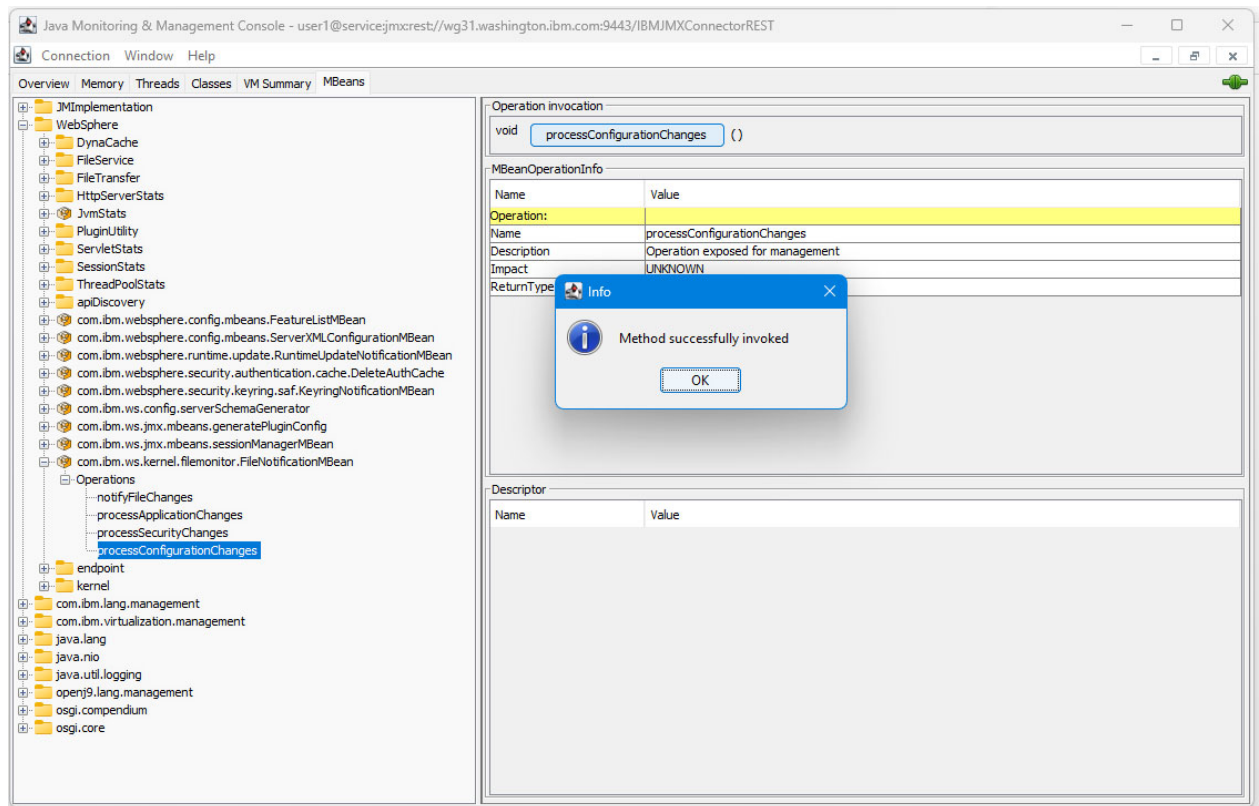 Java Monitoring & Management Console - user1@service:jmx:rest://wg31.washington.ibm.com:9443/IBMJMXConnectorREST
Connection Window Help
Overview Memory Threads Classes VM Summary MBeans
JMImplementation
WebSphere
DynaCache
FileService
FileTransfer
HttpServerStats
JvmStats
PluginUtility
ServletStats
SessionStats
ThreadPoolStats
apiDiscovery
com.ibm.websphere.config.mbeans.FeatureListMBean
com.ibm.websphere.config.mbeans.ServerXMLConfigurationMBean
com.ibm.websphere.runtime.update.RuntimeUpdateNotificationMBean
com.ibm.websphere.security.authentication.cache.DeleteAuthCache
com.ibm.websphere.security.keyring.saf.KeyringNotificationMBean
com.ibm.ws.config.serverSchemaGenerator
com.ibm.ws.jmx.mbeans.generatePluginConfig
com.ibm.ws.jmx.mbeans.sessionManagerMBean
com.ibm.ws.kernel.filemonitor.FileNotificationMBean
Operations
notifyFileChanges
processApplicationChanges
processSecurityChanges
processConfigurationChanges
endpoint
kernel
com.ibm.lang.management
com.ibm.virtualization.management
java.lang
java.nio
java.util.logging
openj9.lang.management
osgi.compendium
osgi.core
Operation invocation
void processConfigurationChanges ()
MBeanOperationInfo
Name Value
Operation:
Name processConfigurationChanges
Description Operation exposed for management
Impact UNKNOWN
ReturnType
Info
Method successfully invoked
OK
Descriptor
Name Value